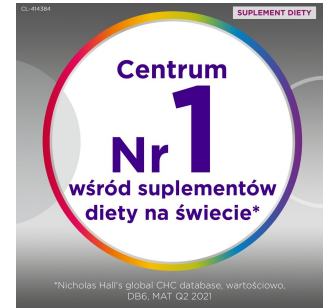 CL-414384
SUPLEMENT DIETY
Centrum
Nr 1
wśród suplementów
diety na świecie*
*Nicholas Hall's global CHC database, wartościowo,
DB6, MAT Q2 2021